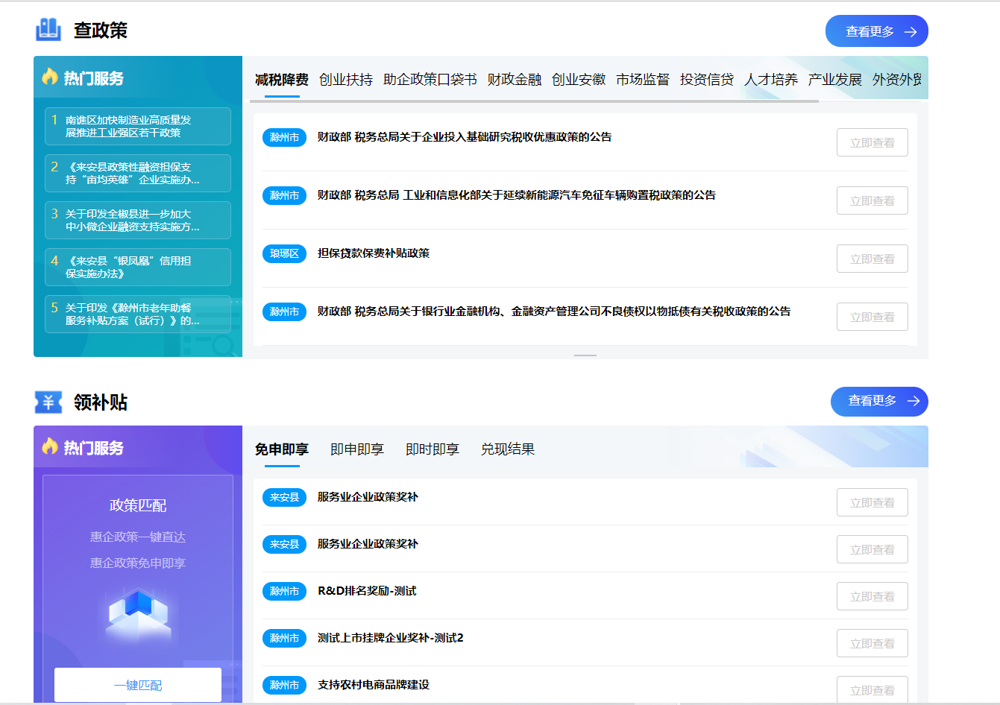 查政策
查看更多
热门服务
1 南谯区加快制造业高质量发
展推进工业强区若干政策
2 《来安县政策性融资担保支
持“亩均英雄”企业实施办...
3 关于印发全椒县进一步加大
中小微企业融资支持实施方...
4 《来安县“银凤凰”信用担
保实施办法》
5 关于印发《滁州市老年助餐
服务补贴方案（试行）》的...
减税降费 创业扶持 助企政策口袋书 财政金融 创业安徽 市场监督 投资信贷 人才培养 产业发展 外资外贸
滁州市 财政部 税务总局关于企业投入基础研究税收优惠政策的公告 立即查看
滁州市 财政部 税务总局 工业和信息化部关于延续新能源汽车免征车辆购置税政策的公告 立即查看
琅琊区 担保贷款保费补贴政策 立即查看
滁州市 财政部 税务总局关于银行业金融机构、金融资产管理公司不良债权以物抵债有关税收政策的公告 立即查看
领补贴
查看更多
热门服务
政策匹配
惠企政策一键直达
惠企政策免申即享
一键匹配
免申即享 即申即享 即时即享 兑现结果
来安县 服务业企业政策奖补 立即查看
来安县 服务业企业政策奖补 立即查看
滁州市 R&D排名奖励-测试 立即查看
滁州市 测试上市挂牌企业奖补-测试2 立即查看
滁州市 支持农村电商品牌建设 立即查看